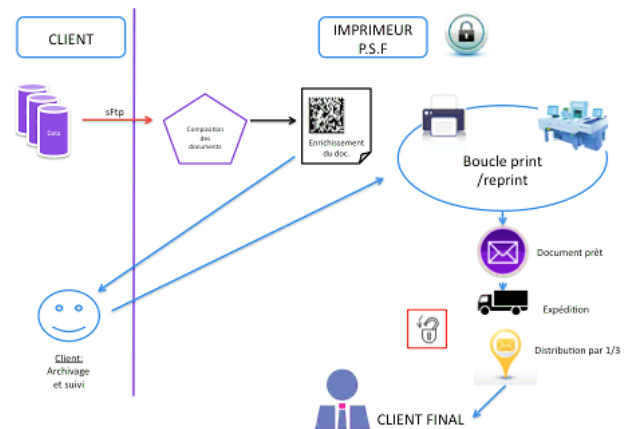 CLIENT
IMPRIMEUR
P.S.F
sFtp
Data
Composition
des
documents
Enrichissement
du doc.
Boucle print
/reprint
Document prêt
Expédition
Distribution par 1/3
Client:
Archivage
et suivi
CLIENT FINAL